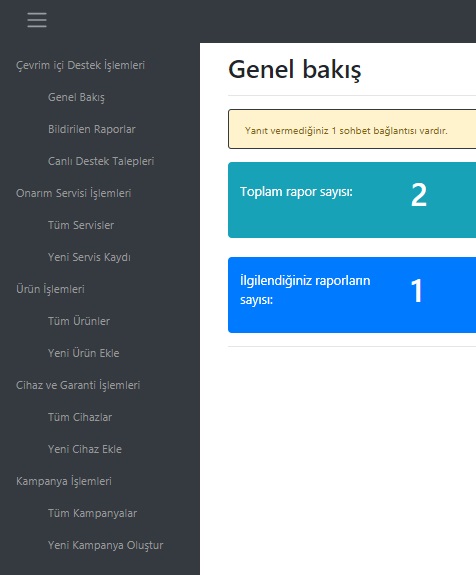 Çevrim içi Destek İşlemleri
Genel Bakış
Bildirilen Raporlar
Canlı Destek Talepleri
Onarım Servisi İşlemleri
Tüm Servisler
Yeni Servis Kaydı
Ürün İşlemleri
Tüm Ürünler
Yeni Ürün Ekle
Cihaz ve Garanti İşlemleri
Tüm Cihazlar
Yeni Cihaz Ekle
Kampanya İşlemleri
Tüm Kampanyalar
Yeni Kampanya Oluştur
Genel bakış
Yanıt vermediğiniz 1 sohbet bağlantısı vardır.
Toplam rapor sayısı: 2
İlgilendiğiniz raporların
sayısı: 1